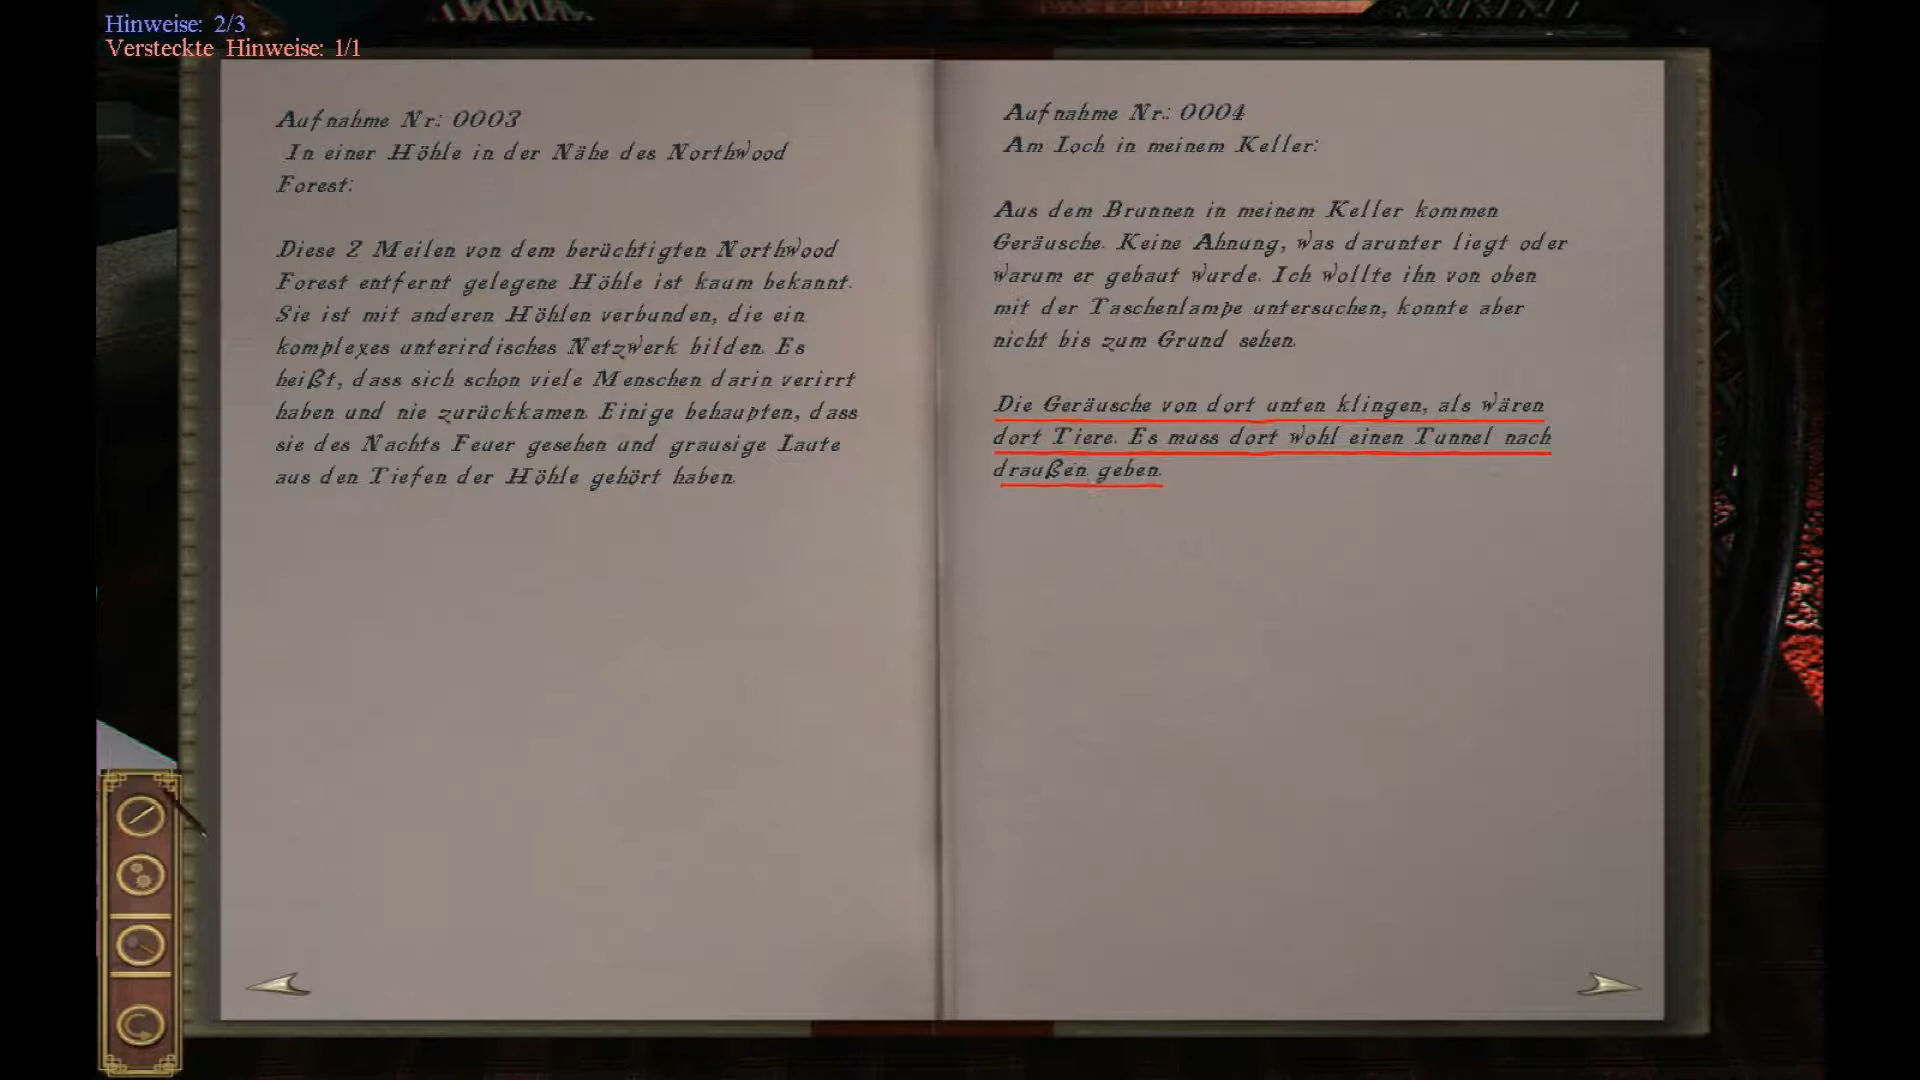 Hinweise: 2/3
Versteckte Hinweise: 1/1
Aufnahme Nr.: 0003
In einer Höhle in der Nähe des Northwood
Forest:
Diese 2 Meilen von dem berüchtigten Northwood
Forest entfernt gelegene Höhle ist kaum bekannt.
Sie ist mit anderen Höhlen verbunden, die ein
komplexes unterirdisches Netzwerk bilden. Es
heißt, dass sich schon viele Menschen darin verirrt
haben und nie zurückkamen. Einige behaupten, dass
sie des Nachts Feuer gesehen und grausige Laute
aus den Tiefen der Höhle gehört haben.
Aufnahme Nr.: 0004
Am Loch in meinem Keller:
Aus dem Brunnen in meinem Keller kommen
Geräusche. Keine Ahnung, was darunter liegt oder
warum er gebaut wurde. Ich wollte ihn von oben
mit der Taschenlampe untersuchen, konnte aber
nicht bis zum Grund sehen.
Die Geräusche von dort unten klingen, als wären
dort Tiere. Es muss dort wohl einen Tunnel nach
draußen geben.